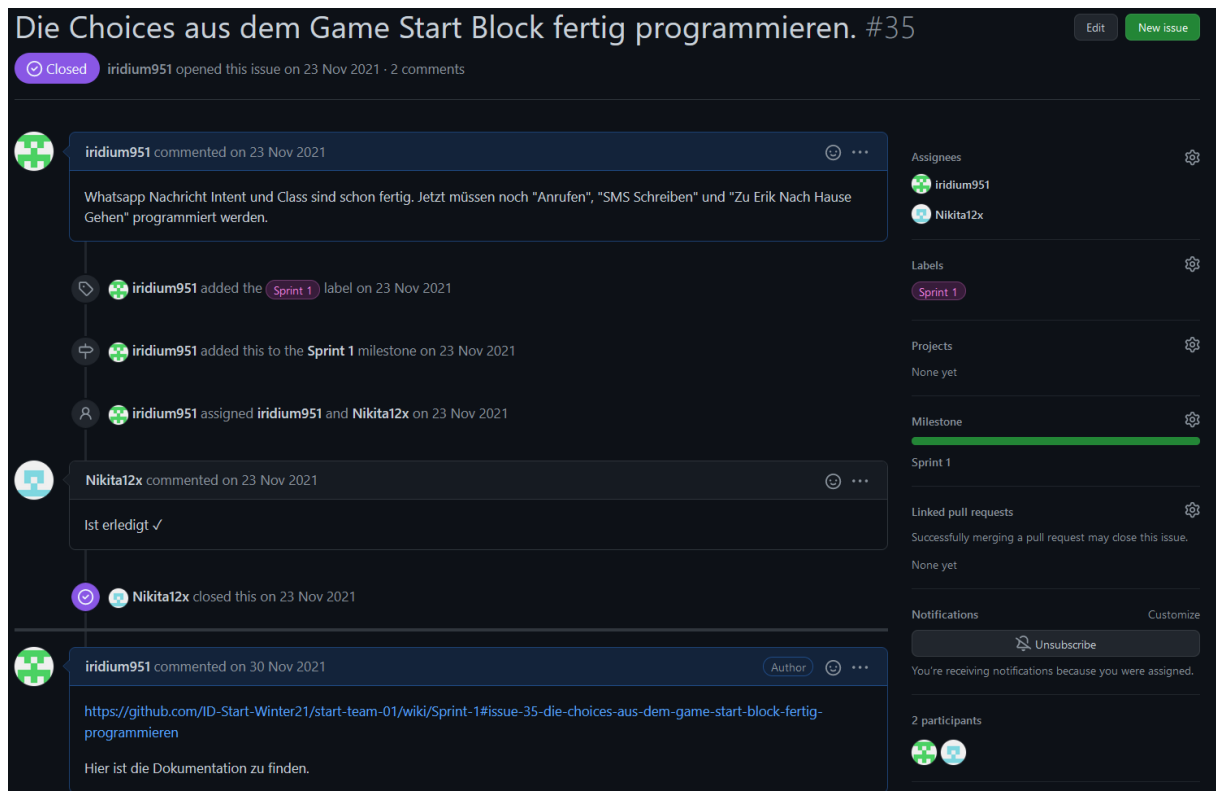 Die Choices aus dem Game Start Block fertig programmieren. #35
Edit
New issue
Closed
iridium951 opened this issue on 23 Nov 2021 · 2 comments
iridium951 commented on 23 Nov 2021
Whatsapp Nachricht Intent und Class sind schon fertig. Jetzt müssen noch "Anrufen", "SMS Schreiben" und "Zu Erik Nach Hause
Gehen" programmiert werden.
iridium951 added the Sprint 1 label on 23 Nov 2021
iridium951 added this to the Sprint 1 milestone on 23 Nov 2021
iridium951 assigned iridium951 and Nikita12x on 23 Nov 2021
Nikita12x commented on 23 Nov 2021
Ist erledigt ✓
Nikita12x closed this on 23 Nov 2021
iridium951 commented on 30 Nov 2021
Author
https://github.com/ID-Start-Winter21/start-team-01/wiki/Sprint-1#issue-35-die-choices-aus-dem-game-start-block-fertig-
programmieren
Hier ist die Dokumentation zu finden.
Assignees
iridium951
Nikita12x
Labels
Sprint 1
Projects
None yet
Milestone
Sprint 1
Linked pull requests
Successfully merging a pull request may close this issue.
None yet
Notifications
Customize
Unsubscribe
You're receiving notifications because you were assigned.
2 participants